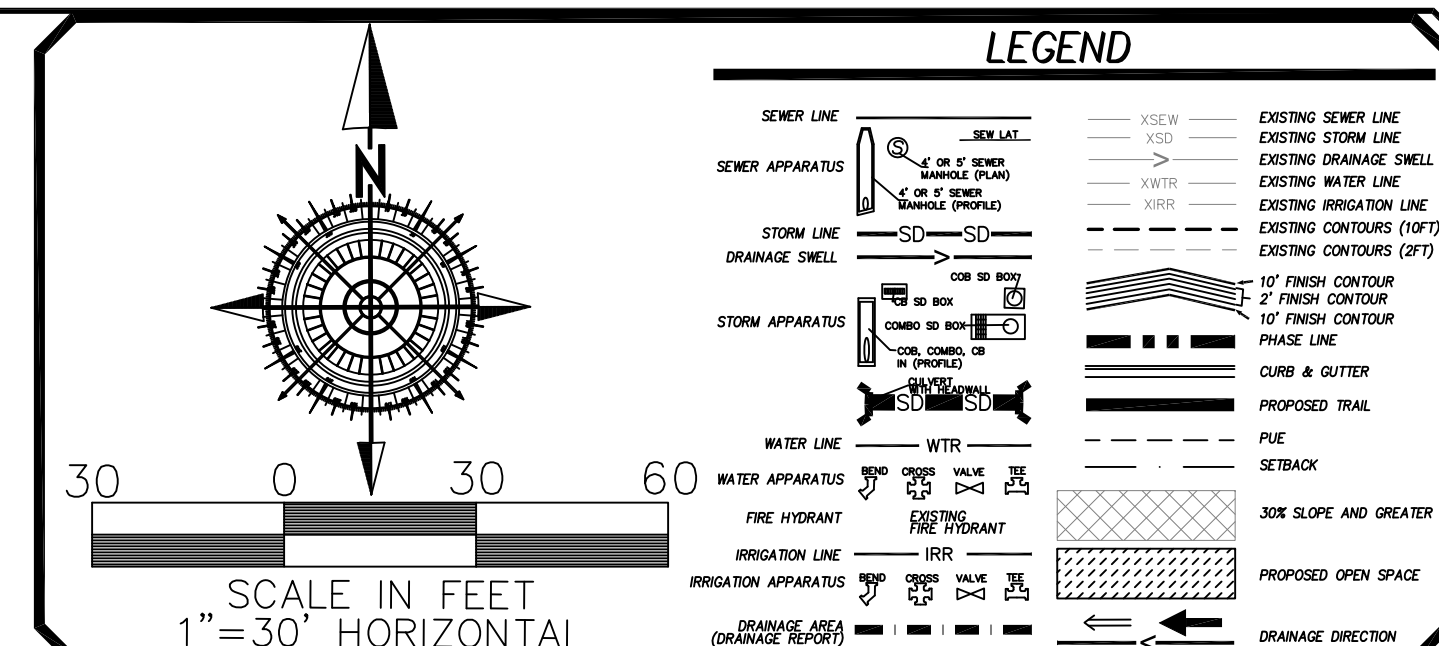 N
30 0 30 60
SCALE IN FEET
1"=30' HORIZONTAL
LEGEND
SEWER LINE
SEW LAT
SEWER APPARATUS
S
4' OR 5' SEWER
MANHOLE (PLAN)
4' OR 5' SEWER
MANHOLE (PROFILE)
STORM LINE
SD SD
DRAINAGE SWELL
COB SD BOX
CB SD BOX
STORM APPARATUS
COMBO SD BOX
COB, COMBO, CB
IN (PROFILE)
CULVERT
WITH HEADWALL
SD SD
WATER LINE
WTR
WATER APPARATUS
BEND CROSS VALVE TEE
FIRE HYDRANT
EXISTING
FIRE HYDRANT
IRRIGATION LINE
IRR
IRRIGATION APPARATUS
BEND CROSS VALVE TEE
DRAINAGE AREA
(DRAINAGE REPORT)
XSEW EXISTING SEWER LINE
XSD EXISTING STORM LINE
EXISTING DRAINAGE SWELL
XWTR EXISTING WATER LINE
XIRR EXISTING IRRIGATION LINE
EXISTING CONTOURS (10FT)
EXISTING CONTOURS (2FT)
10' FINISH CONTOUR
2' FINISH CONTOUR
10' FINISH CONTOUR
PHASE LINE
CURB & GUTTER
PROPOSED TRAIL
PUE
SETBACK
30% SLOPE AND GREATER
PROPOSED OPEN SPACE
DRAINAGE DIRECTION